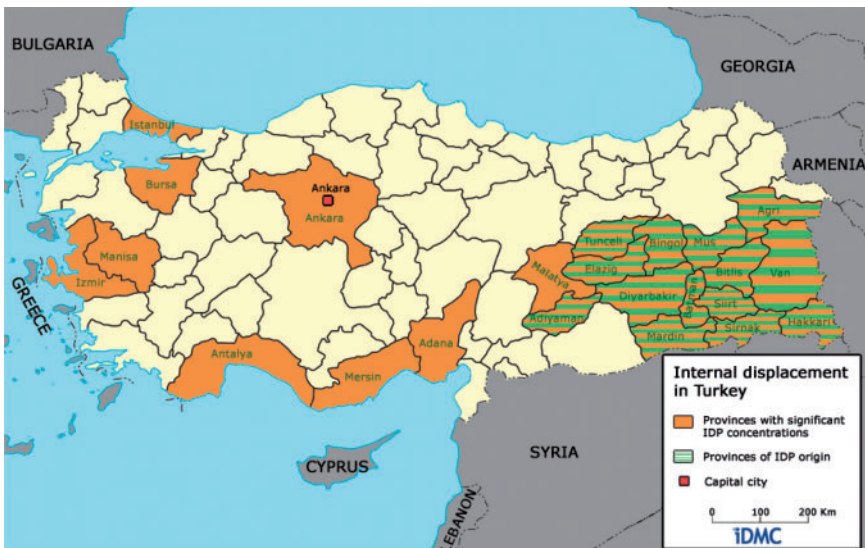 BULGARIA
GEORGIA
ARMENIA
Istanbul
Bursa
Ankara
Ankara
Manisa
Izmir
GREECE
Antalya
Mersin
Adana
Malatya
Adiyaman
Tunceli
Elazig
Bingol
Mus
Agri
Bitlis
Van
Diyarbakir
Batman
Siirt
Mardin
Sirnak
Hakkari
CYPRUS
SYRIA
LEBANON
Internal displacement
in Turkey
Provinces with significant
IDP concentrations
Provinces of IDP origin
Capital city
0 100 200 Km
iDMC